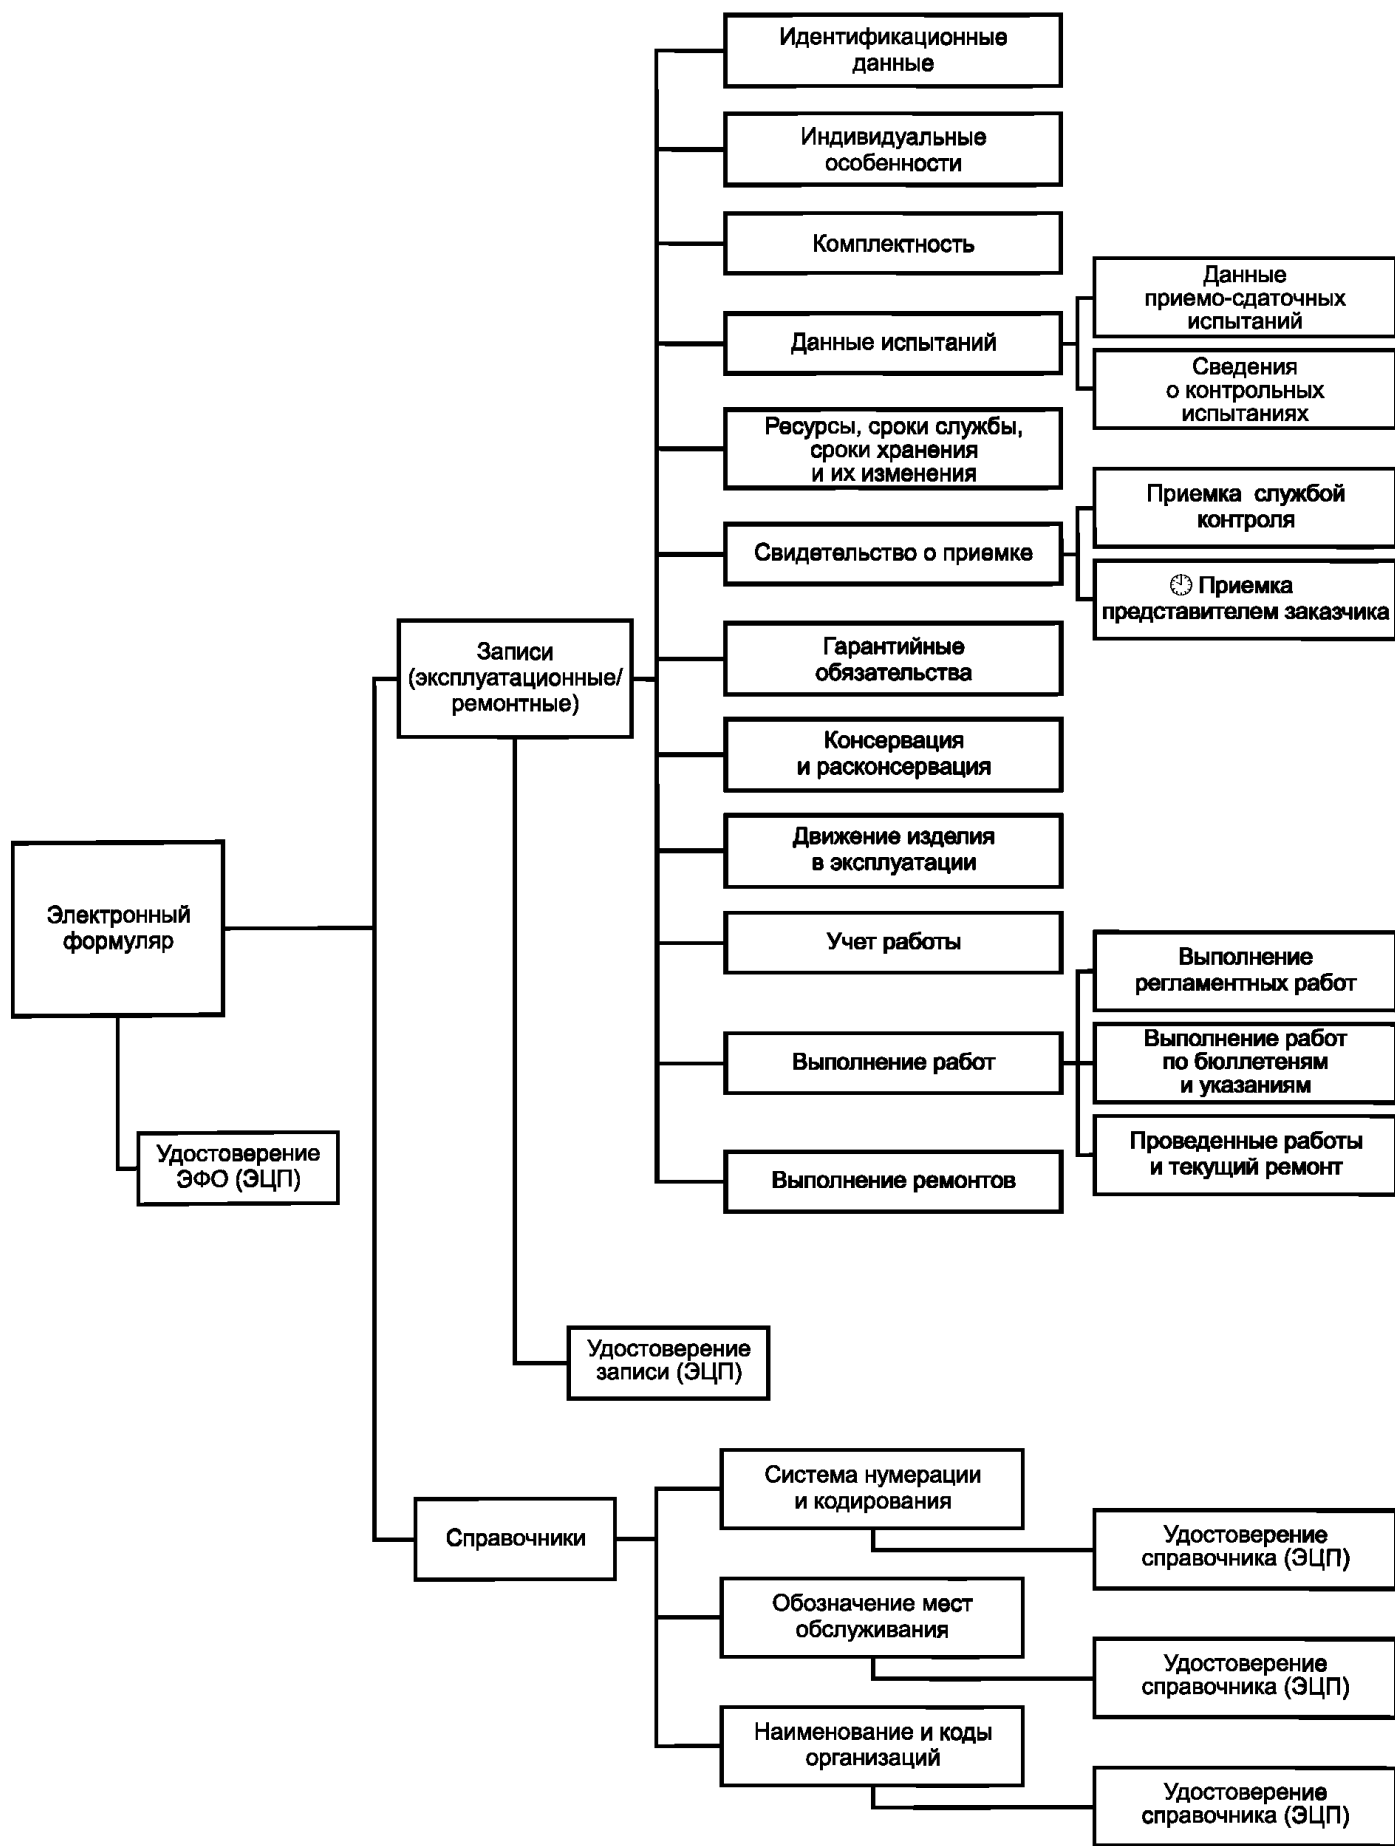 Идентификационные
данные
Индивидуальные
особенности
Комплектность
Данные испытаний
Данные
приемо-сдаточных
испытаний
Сведения
о контрольных
испытаниях
Ресурсы, сроки службы,
сроки хранения
и их изменения
Свидетельство о приемке
Приемка службой
контроля
Приемка
представителем заказчика
Записи
(эксплуатационные/
ремонтные)
Гарантийные
обязательства
Консервация
и расконсервация
Движение изделия
в эксплуатации
Электронный
формуляр
Учет работы
Выполнение работ
Выполнение
регламентных работ
Выполнение работ
по бюллетеням
и указаниям
Проведенные работы
и текущий ремонт
Удостоверение
ЭФО (ЭЦП)
Выполнение ремонтов
Удостоверение
записи (ЭЦП)
Справочники
Система нумерации
и кодирования
Удостоверение
справочника (ЭЦП)
Обозначение мест
обслуживания
Удостоверение
справочника (ЭЦП)
Наименование и коды
организаций
Удостоверение
справочника (ЭЦП)